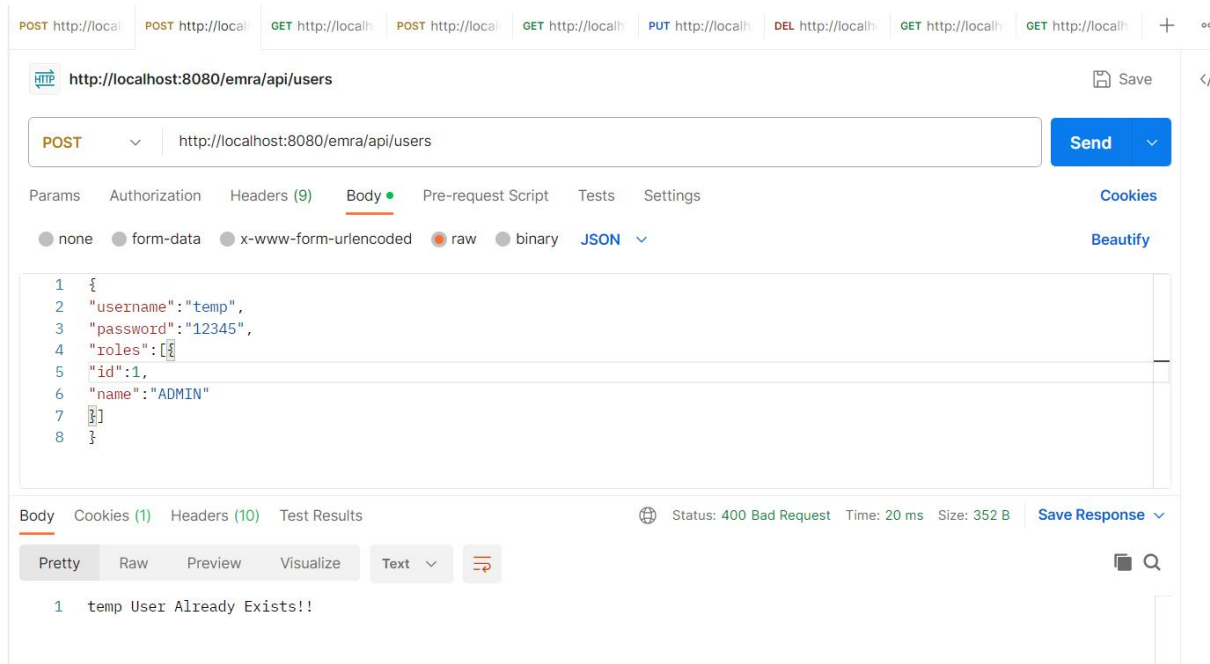 POST http://local POST http://local GET http://localh POST http://local GET http://localh PUT http://localh DEL http://localh GET http://localh GET http://localh
HTTP http://localhost:8080/emra/api/users Save
POST http://localhost:8080/emra/api/users Send
Params Authorization Headers (9) Body Pre-request Script Tests Settings Cookies
none form-data x-www-form-urlencoded raw binary JSON Beautify
1 {
2 "username":"temp",
3 "password":"12345",
4 "roles":[{
5 "id":1,
6 "name":"ADMIN"
7 }]
8 }
Body Cookies (1) Headers (10) Test Results Status: 400 Bad Request Time: 20 ms Size: 352 B Save Response
Pretty Raw Preview Visualize Text
1 temp User Already Exists!!